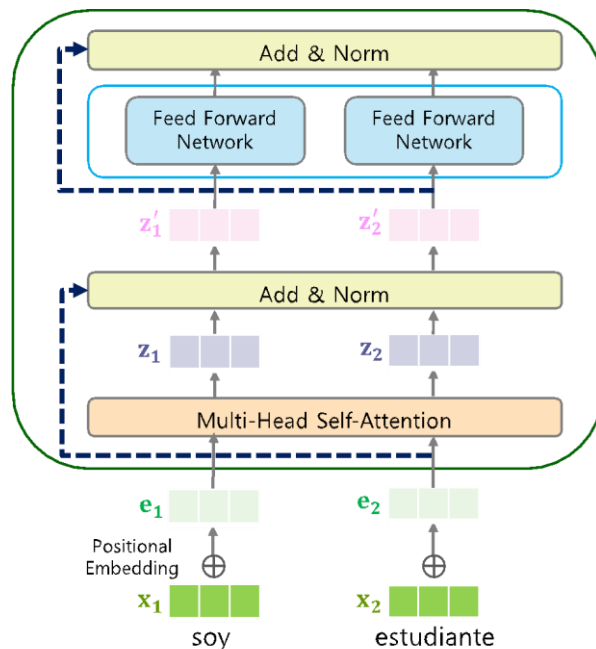 Add & Norm
Feed Forward Network
Feed Forward Network
z′₁ z′₂
Add & Norm
z₁ z₂
Multi-Head Self-Attention
e₁ e₂
Positional
Embedding
x₁ x₂
soy estudiante